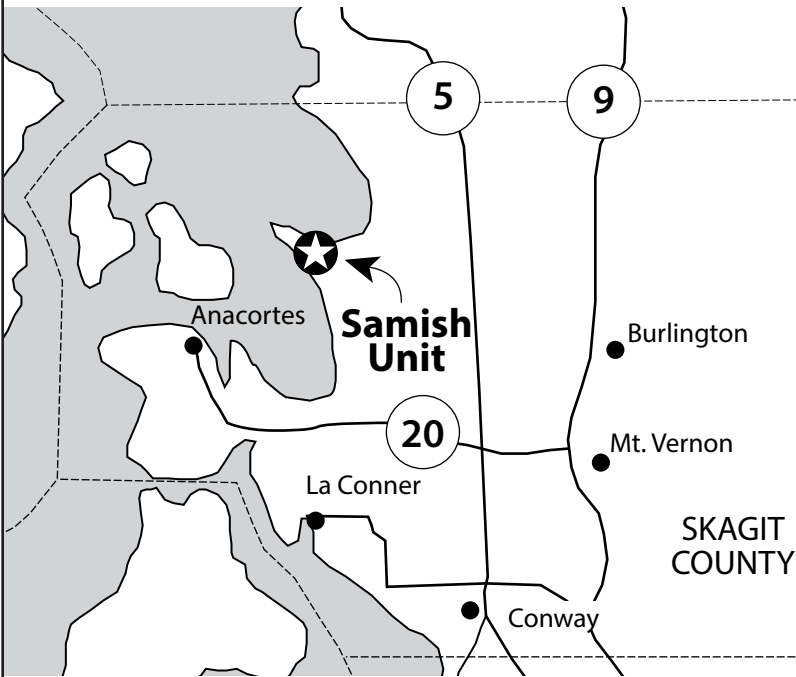 5
9
Anacortes
Samish
Unit
Burlington
20
Mt. Vernon
La Conner
SKAGIT
COUNTY
Conway